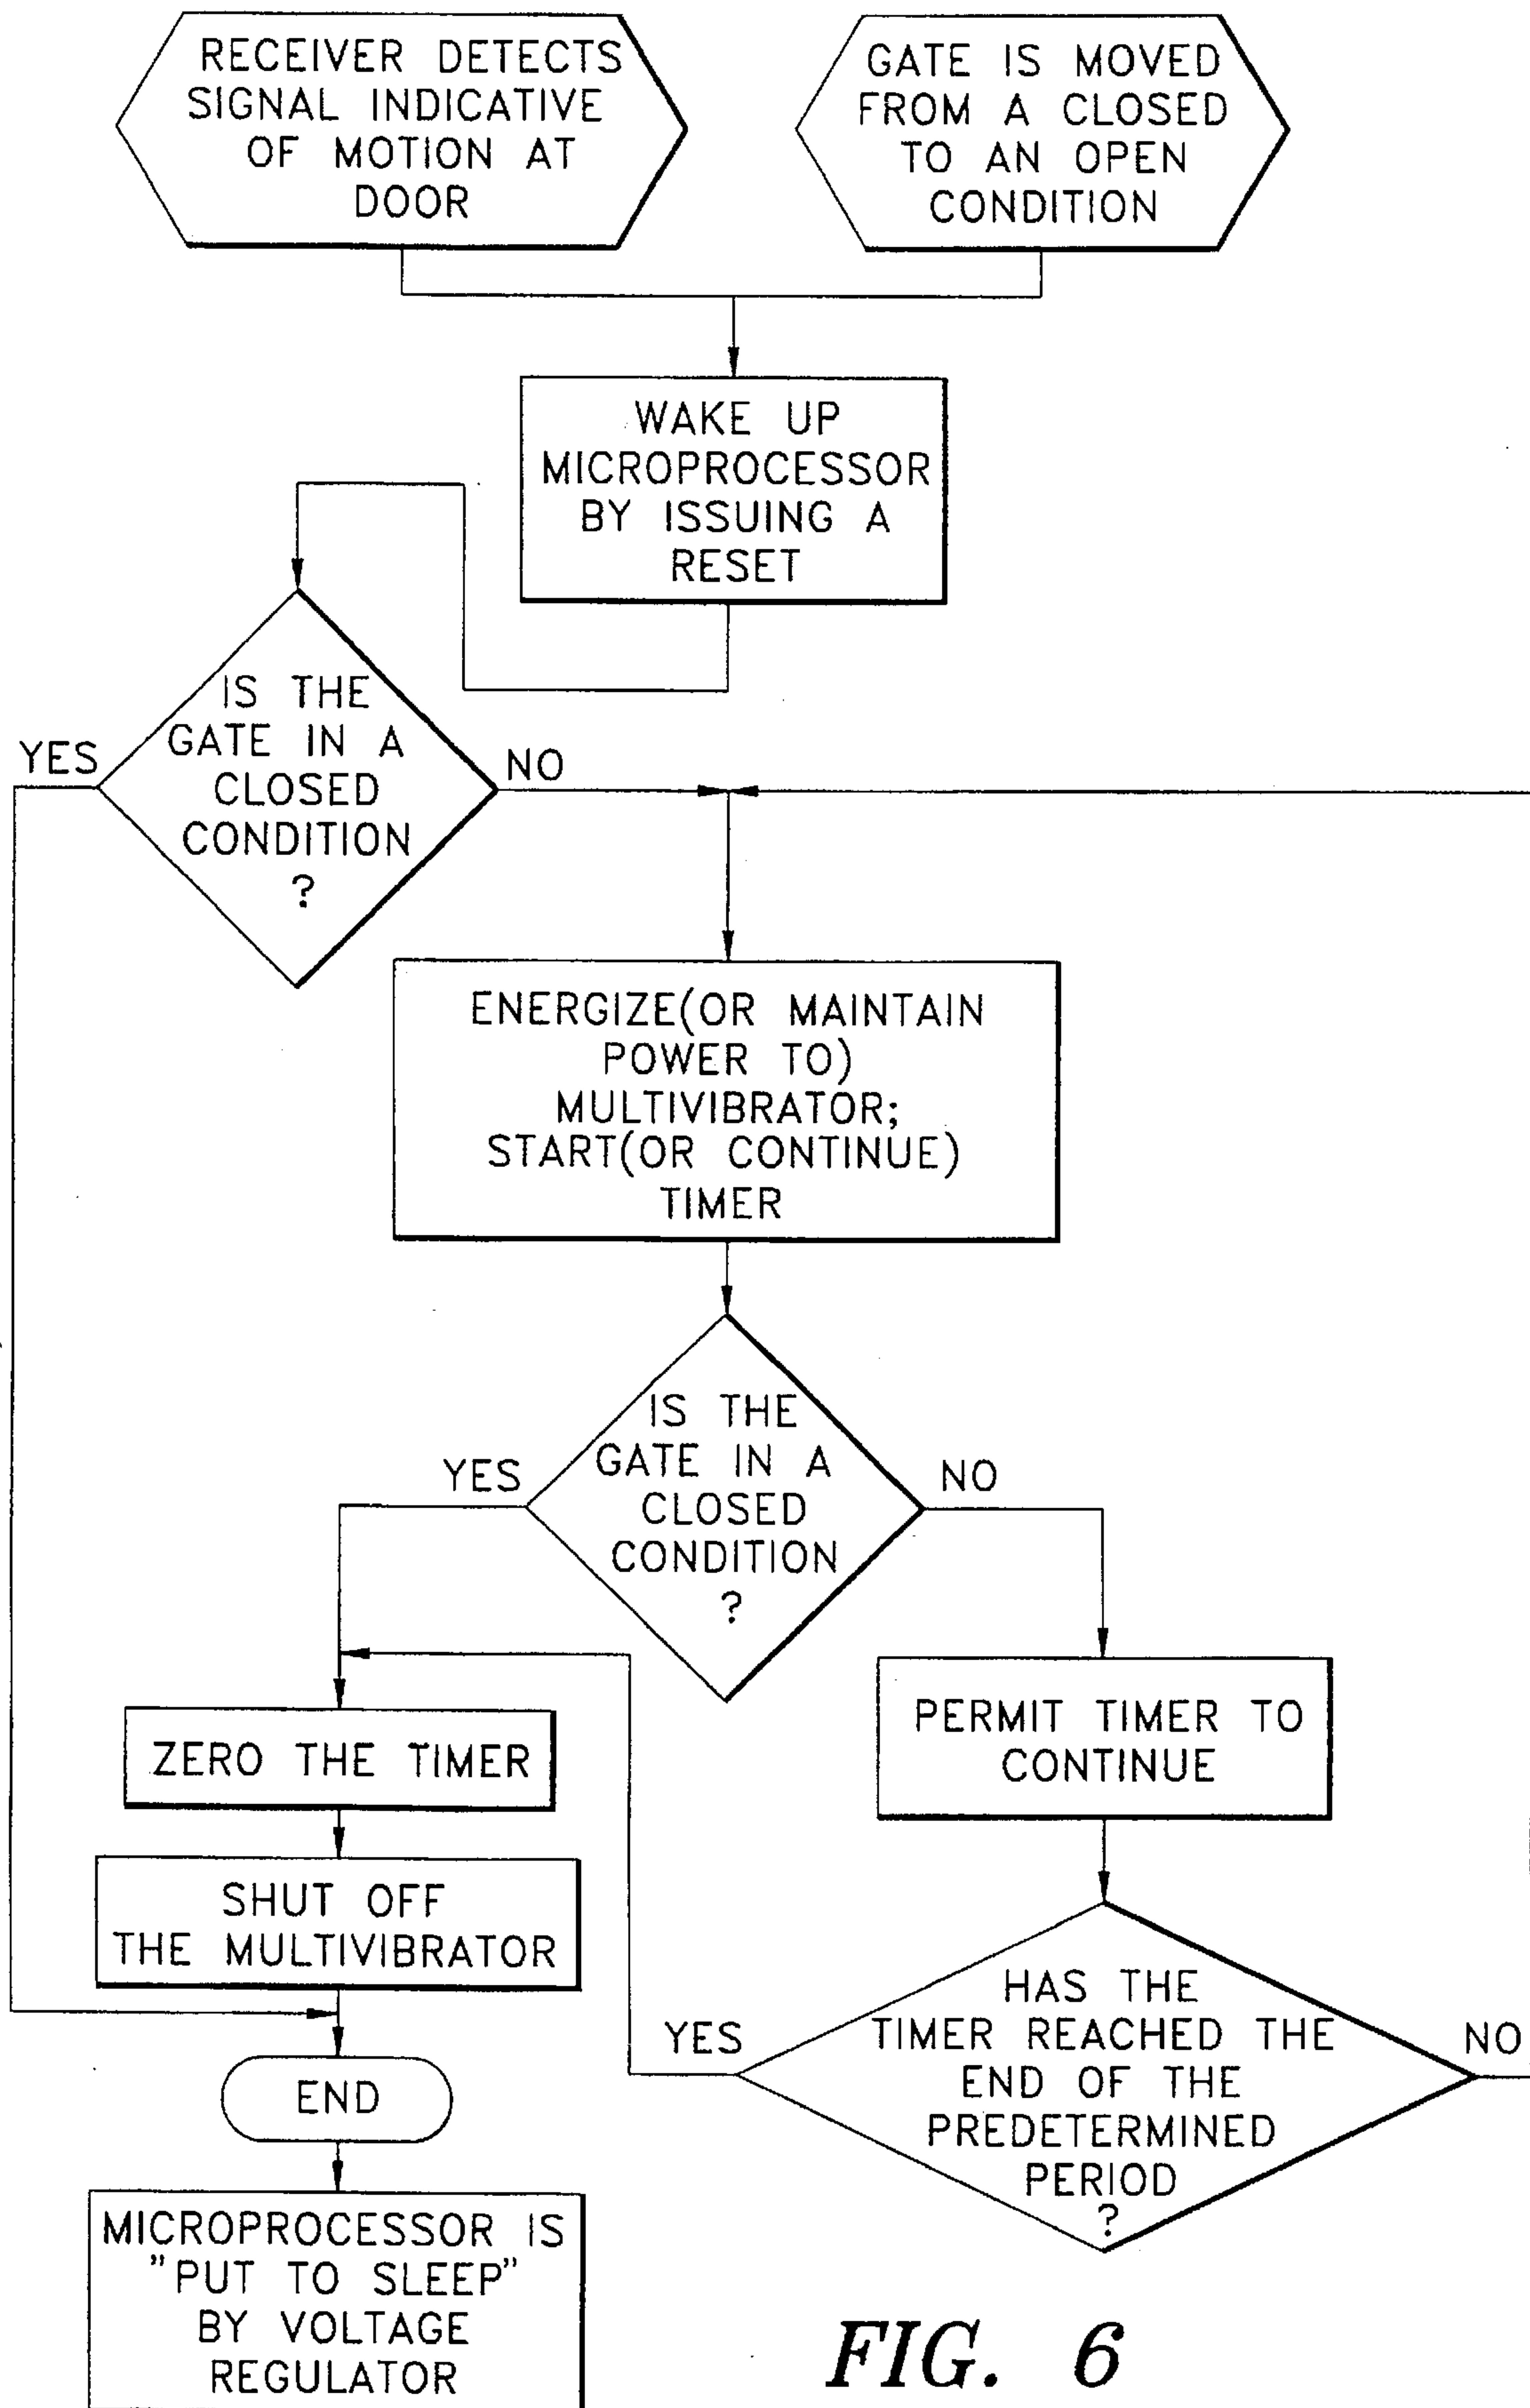 RECEIVER DETECTS
SIGNAL INDICATIVE
OF MOTION AT
DOOR
GATE IS MOVED
FROM A CLOSED
TO AN OPEN
CONDITION
WAKE UP
MICROPROCESSOR
BY ISSUING A
RESET
IS THE
GATE IN A
CLOSED
CONDITION
?
YES
NO
ENERGIZE(OR MAINTAIN
POWER TO)
MULTIVIBRATOR;
START(OR CONTINUE)
TIMER
IS THE
GATE IN A
CLOSED
CONDITION
?
YES
NO
ZERO THE TIMER
SHUT OFF
THE MULTIVIBRATOR
PERMIT TIMER TO
CONTINUE
HAS THE
TIMER REACHED THE
END OF THE
PREDETERMINED
PERIOD
?
YES
NO
END
MICROPROCESSOR IS
"PUT TO SLEEP"
BY VOLTAGE
REGULATOR
FIG. 6